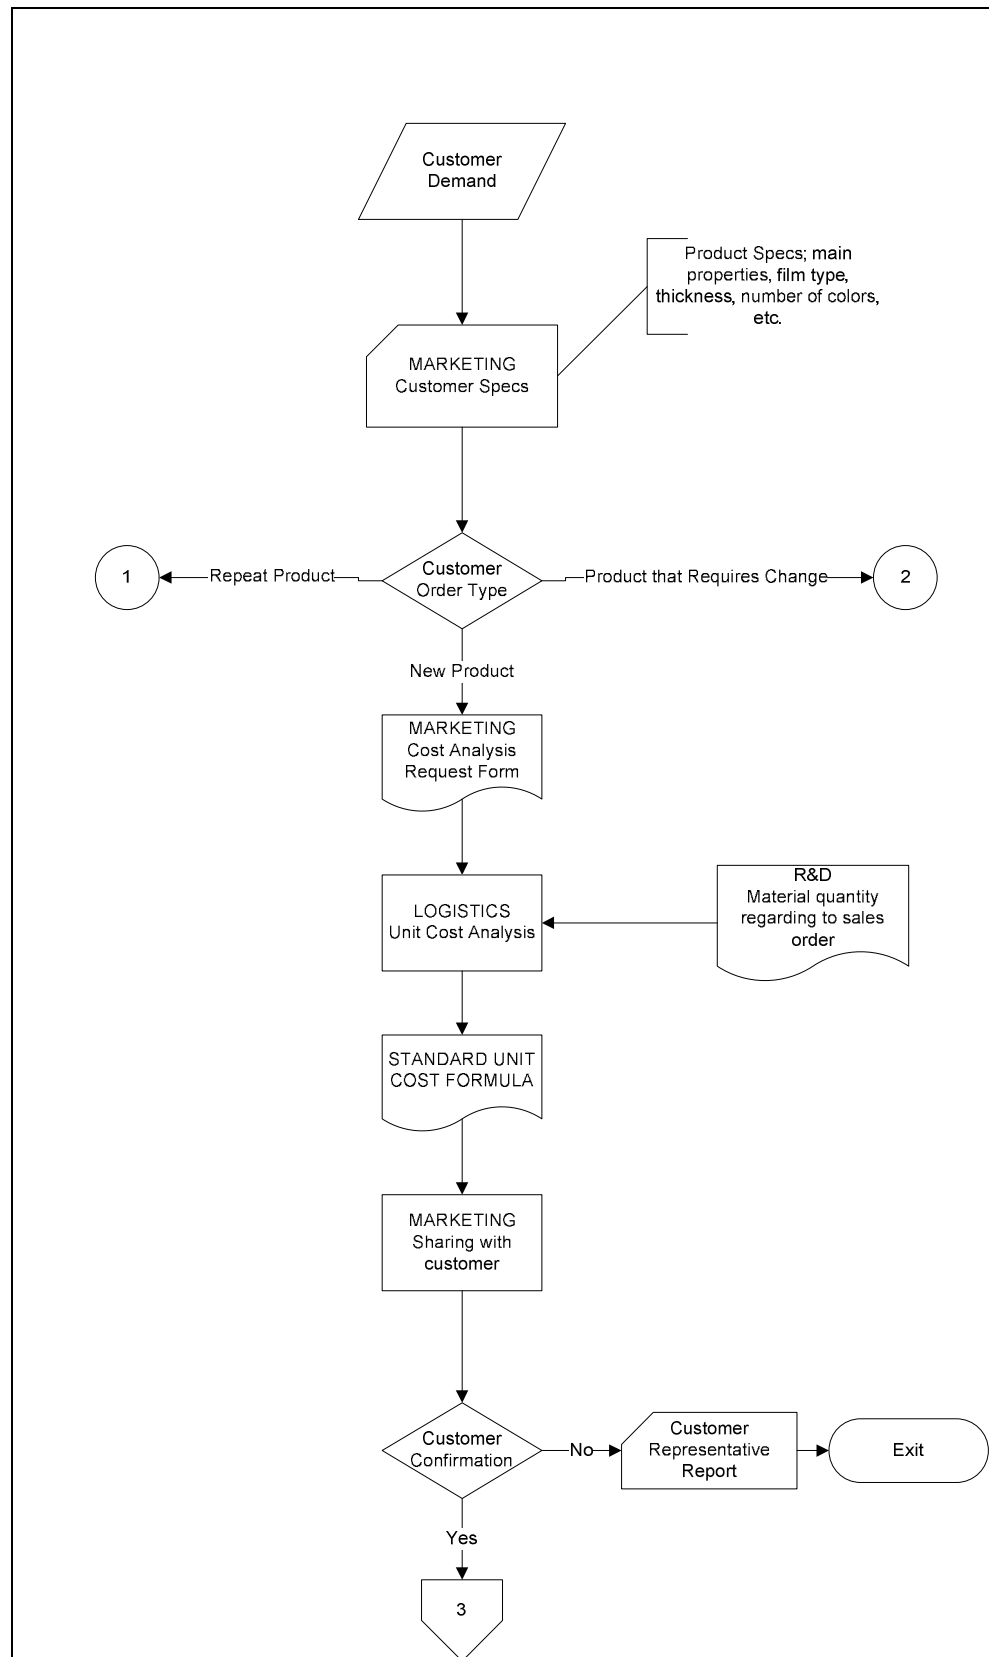 Customer
Demand
Product Specs; main
properties, film type,
thickness, number of colors,
etc.
MARKETING
Customer Specs
1
Repeat Product
Customer
Order Type
Product that Requires Change
2
New Product
MARKETING
Cost Analysis
Request Form
LOGISTICS
Unit Cost Analysis
R&D
Material quantity
regarding to sales
order
STANDARD UNIT
COST FORMULA
MARKETING
Sharing with
customer
Customer
Confirmation
No
Customer
Representative
Report
Exit
Yes
3